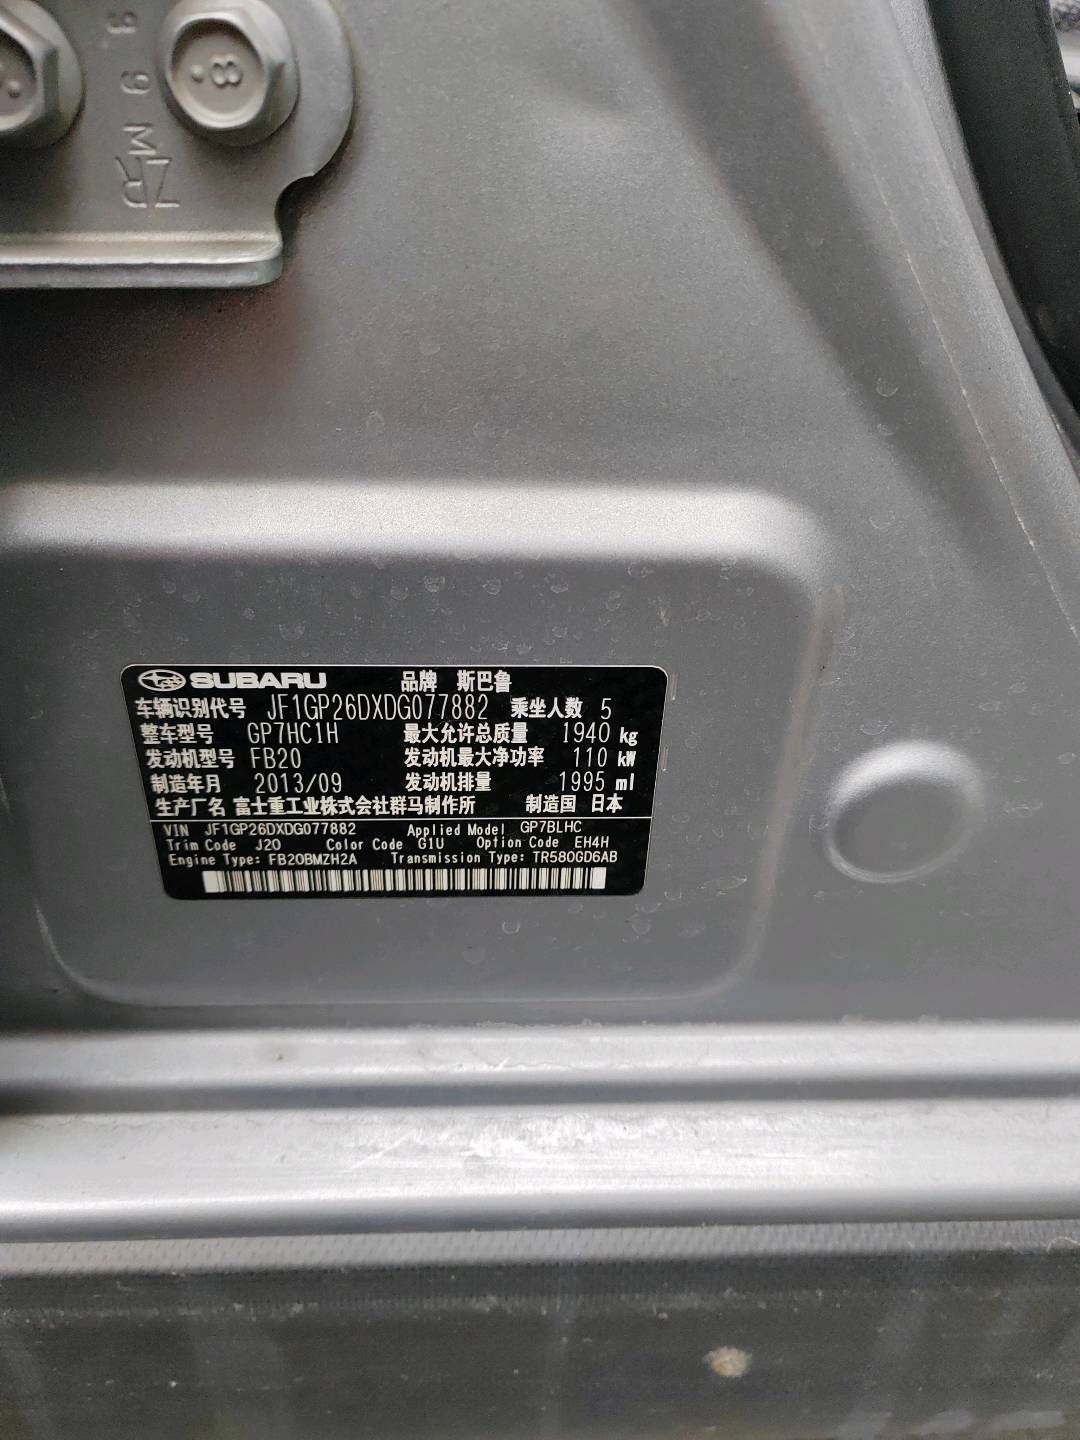 3 9 M
8
SUBARU 品牌 斯巴鲁
车辆识别代号 JF1GP26DXDG077882 乘坐人数 5
整车型号 GP7HC1H 最大允许总质量 1940 kg
发动机型号 FB20 发动机最大净功率 110 kW
制造年月 2013/09 发动机排量 1995 ml
生产厂名 富士重工业株式会社群马制作所 制造国 日本
VIN JF1GP26DXDG077882 Applied Model GP7BLHC
Trim Code J20 Color Code G1U Option Code EH4H
Engine Type: FB20BMZH2A Transmission Type: TR580GD6AB